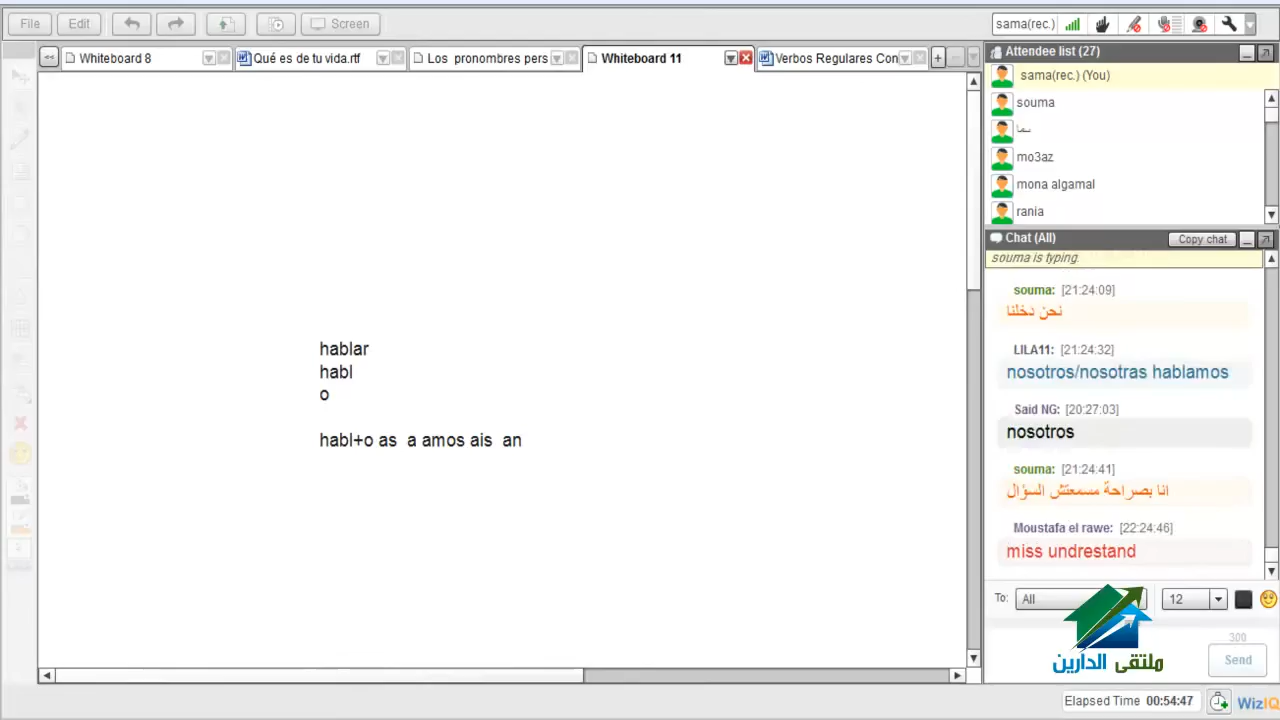 File Edit Screen sama(rec.)
<< Whiteboard 8 Qué es de tu vida.rtf Los pronombres pers Whiteboard 11 Verbos Regulares Con +
Attendee list (27)
sama(rec.) (You)
souma
سما
mo3az
mona algamal
rania
Chat (All) Copy chat
souma is typing.
souma: [21:24:09]
نحن دخلنا
LILA11: [21:24:32]
nosotros/nosotras hablamos
Said NG: [20:27:03]
nosotros
souma: [21:24:41]
انا بصراحة مسمعتش السؤال
Moustafa el rawe: [22:24:46]
miss undrestand
hablar
habl
o
habl+o as a amos ais an
To: All 12
300
Send
ملتقى الدارين
Elapsed Time 00:54:47 WizIQ